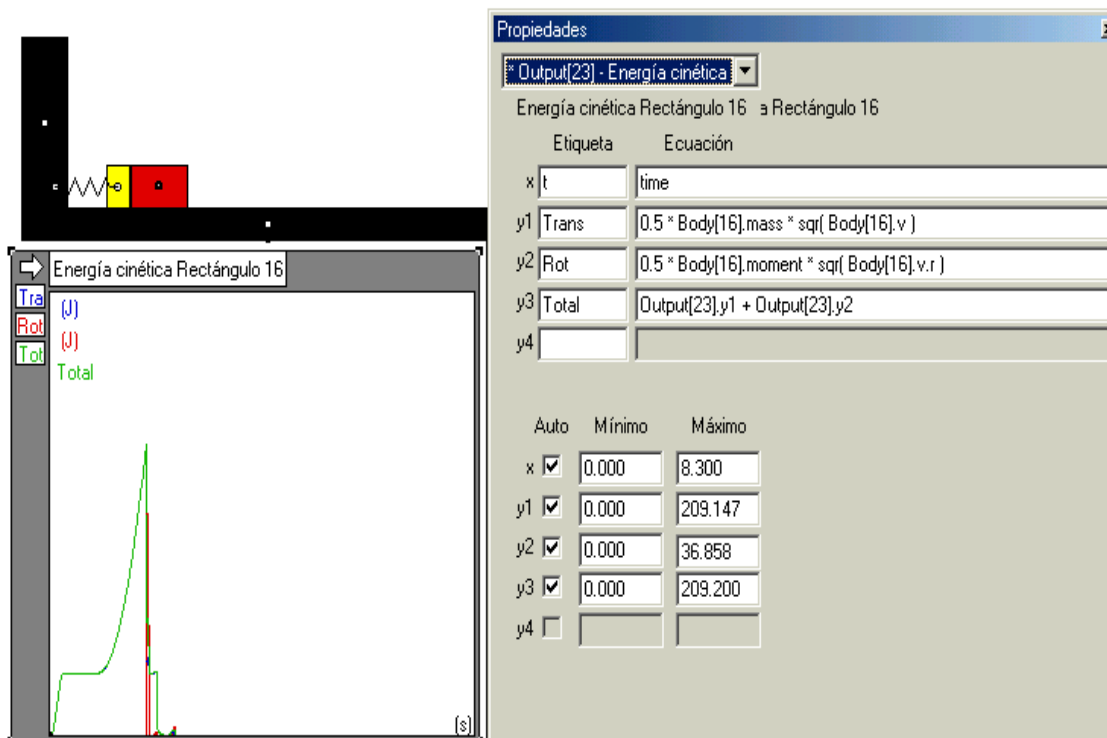 Propiedades
* Output[23] - Energía cinética
Energía cinética Rectángulo 16 a Rectángulo 16
Etiqueta Ecuación
x t time
y1 Trans 0.5 * Body[16].mass * sqr( Body[16].v )
y2 Rot 0.5 * Body[16].moment * sqr( Body[16].v.r )
y3 Total Output[23].y1 + Output[23].y2
y4
Auto Mínimo Máximo
x 0.000 8.300
y1 0.000 209.147
y2 0.000 36.858
y3 0.000 209.200
y4
Energía cinética Rectángulo 16
Tra (J)
Rot (J)
Tot Total
(s)